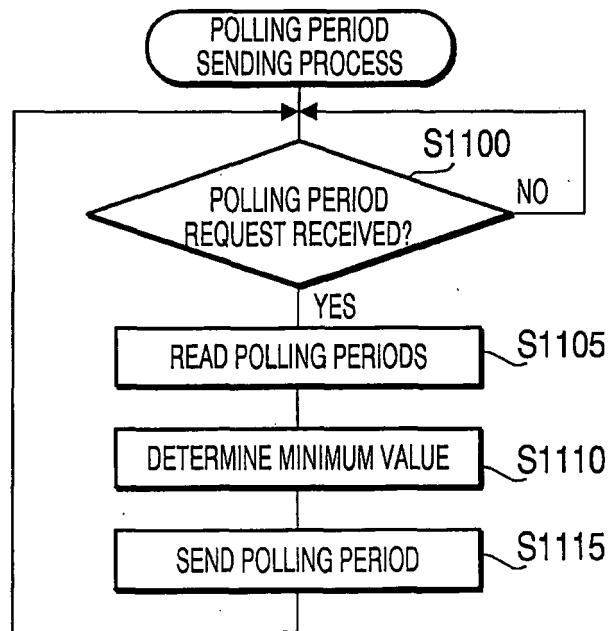 POLLING PERIOD
SENDING PROCESS
S1100
POLLING PERIOD
REQUEST RECEIVED?
NO
YES
READ POLLING PERIODS
S1105
DETERMINE MINIMUM VALUE
S1110
SEND POLLING PERIOD
S1115